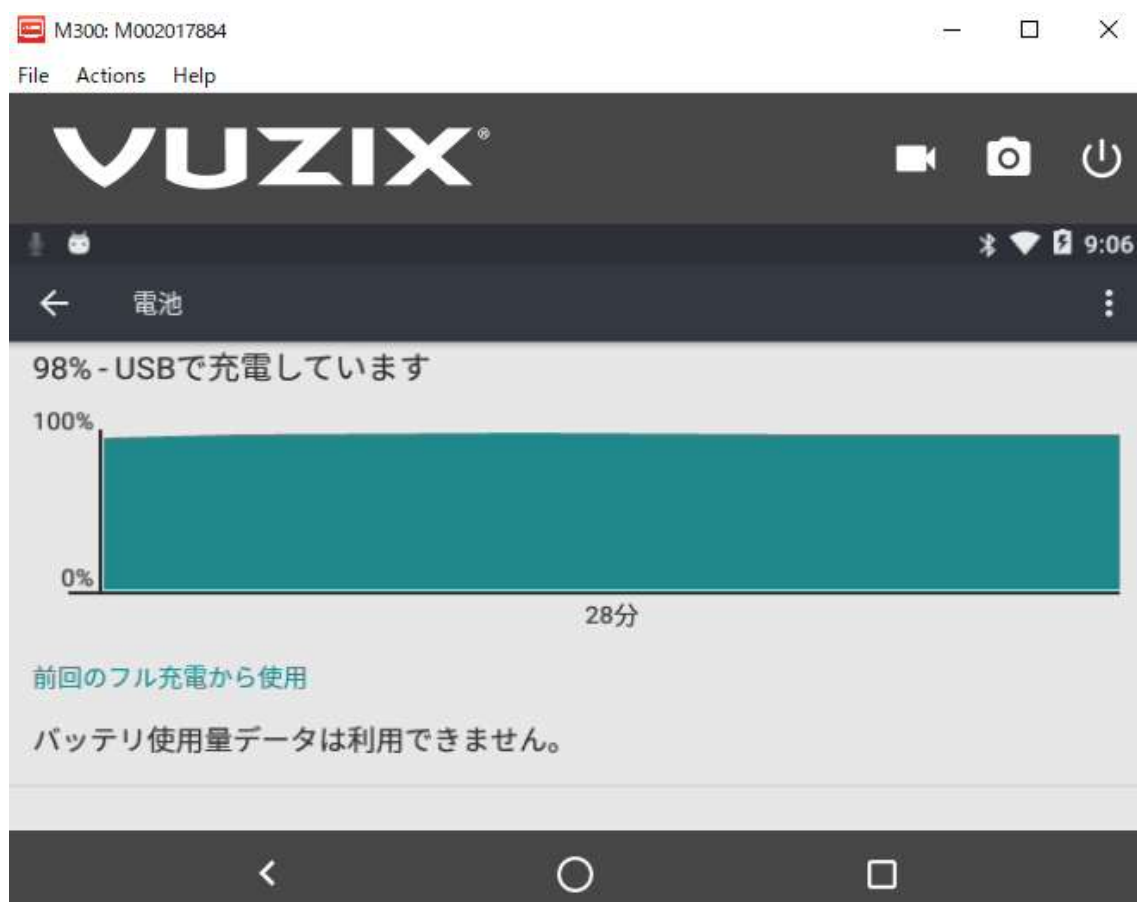 M300: M002017884
File Actions Help
VUZIX®
9:06
電池
98% - USBで充電しています
100%
0%
28分
前回のフル充電から使用
バッテリ使用量データは利用できません。